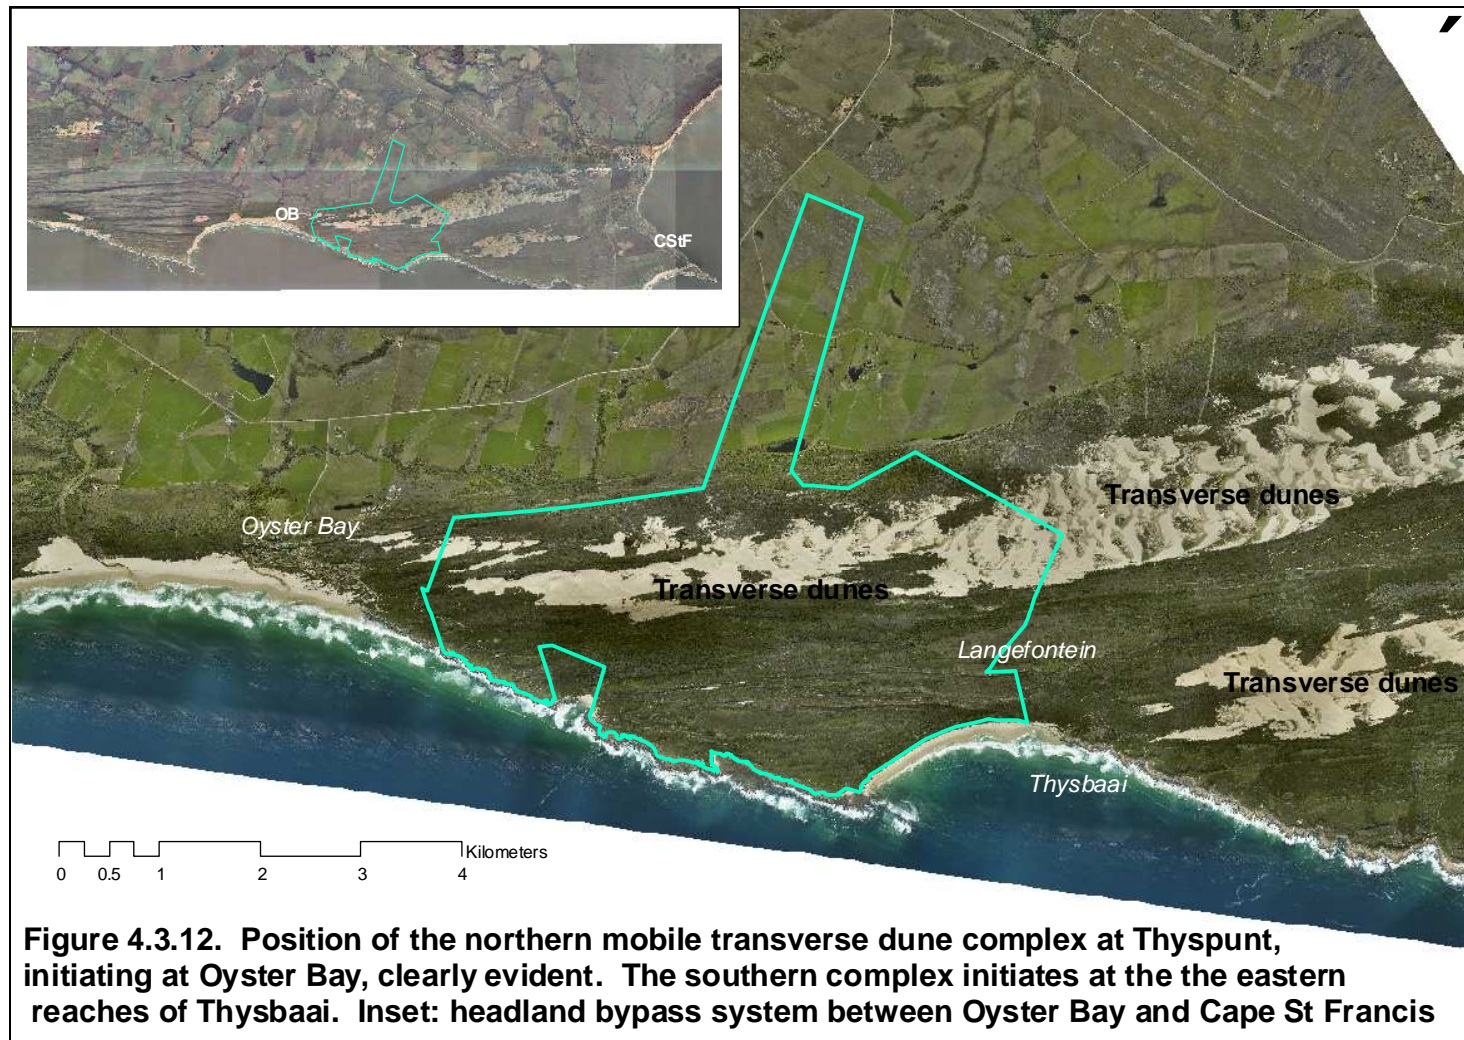 OB
CStF
Transverse dunes
Oyster Bay
Transverse dunes
Langefontein
Transverse dunes
Thysbaai
Kilometers
0 0.5 1 2 3 4
Figure 4.3.12. Position of the northern mobile transverse dune complex at Thyspunt,
initiating at Oyster Bay, clearly evident. The southern complex initiates at the the eastern
reaches of Thysbaai. Inset: headland bypass system between Oyster Bay and Cape St Francis